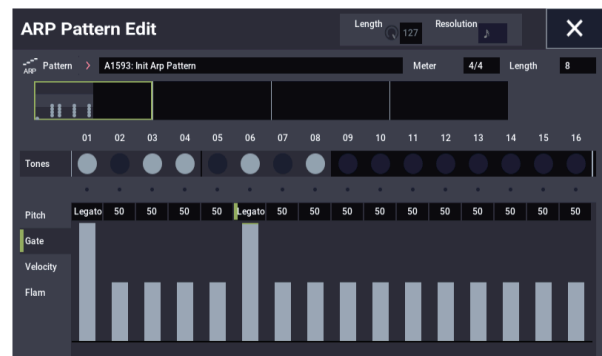 ARP Pattern Edit
Length 127 Resolution
ARP Pattern > A1593: Init Arp Pattern Meter 4/4 Length 8
01 02 03 04 05 06 07 08 09 10 11 12 13 14 15 16
Tones
Pitch Legato 50 50 50 50 Legato 50 50 50 50 50 50 50 50 50 50
Gate
Velocity
Flam